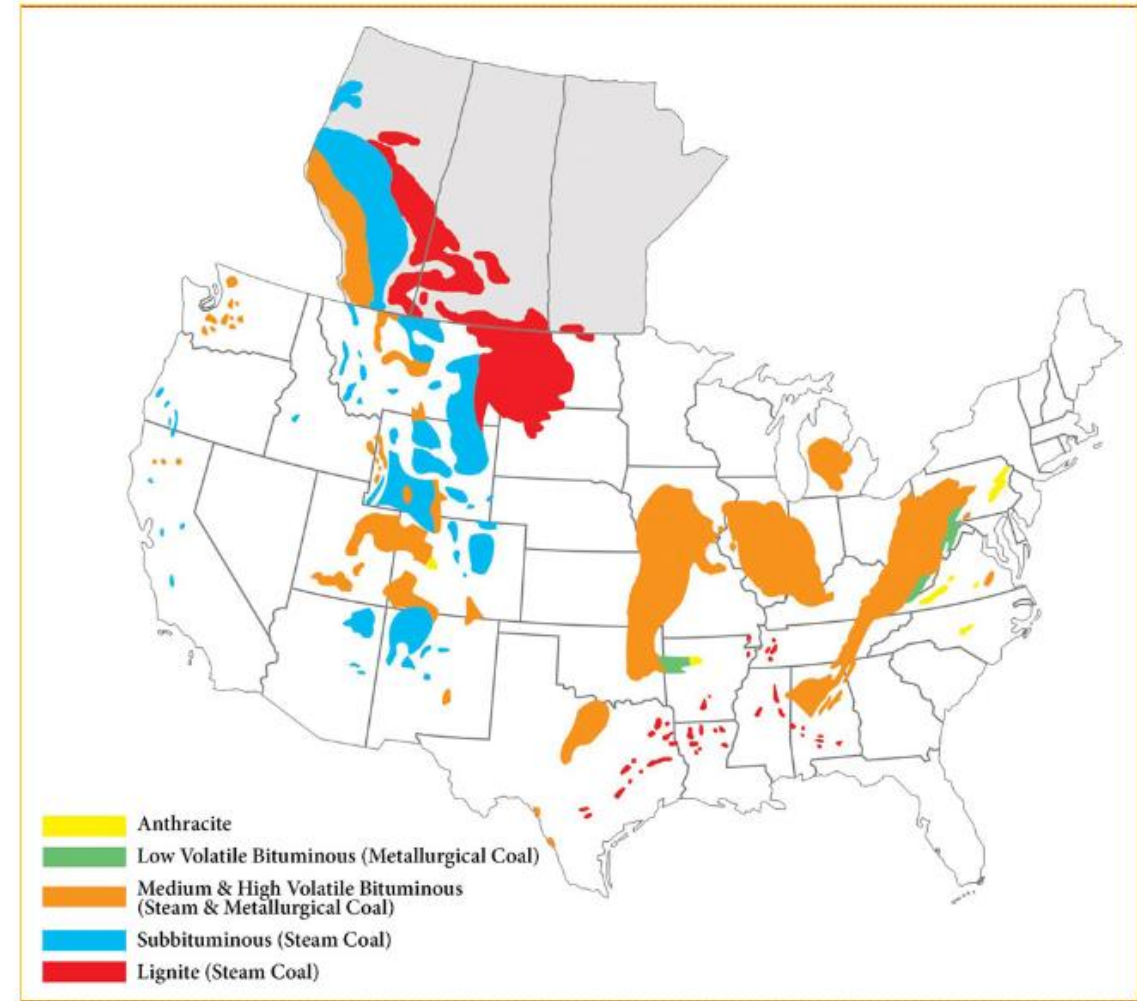 Anthracite
Low Volatile Bituminous (Metallurgical Coal)
Medium & High Volatile Bituminous
(Steam & Metallurgical Coal)
Subbituminous (Steam Coal)
Lignite (Steam Coal)